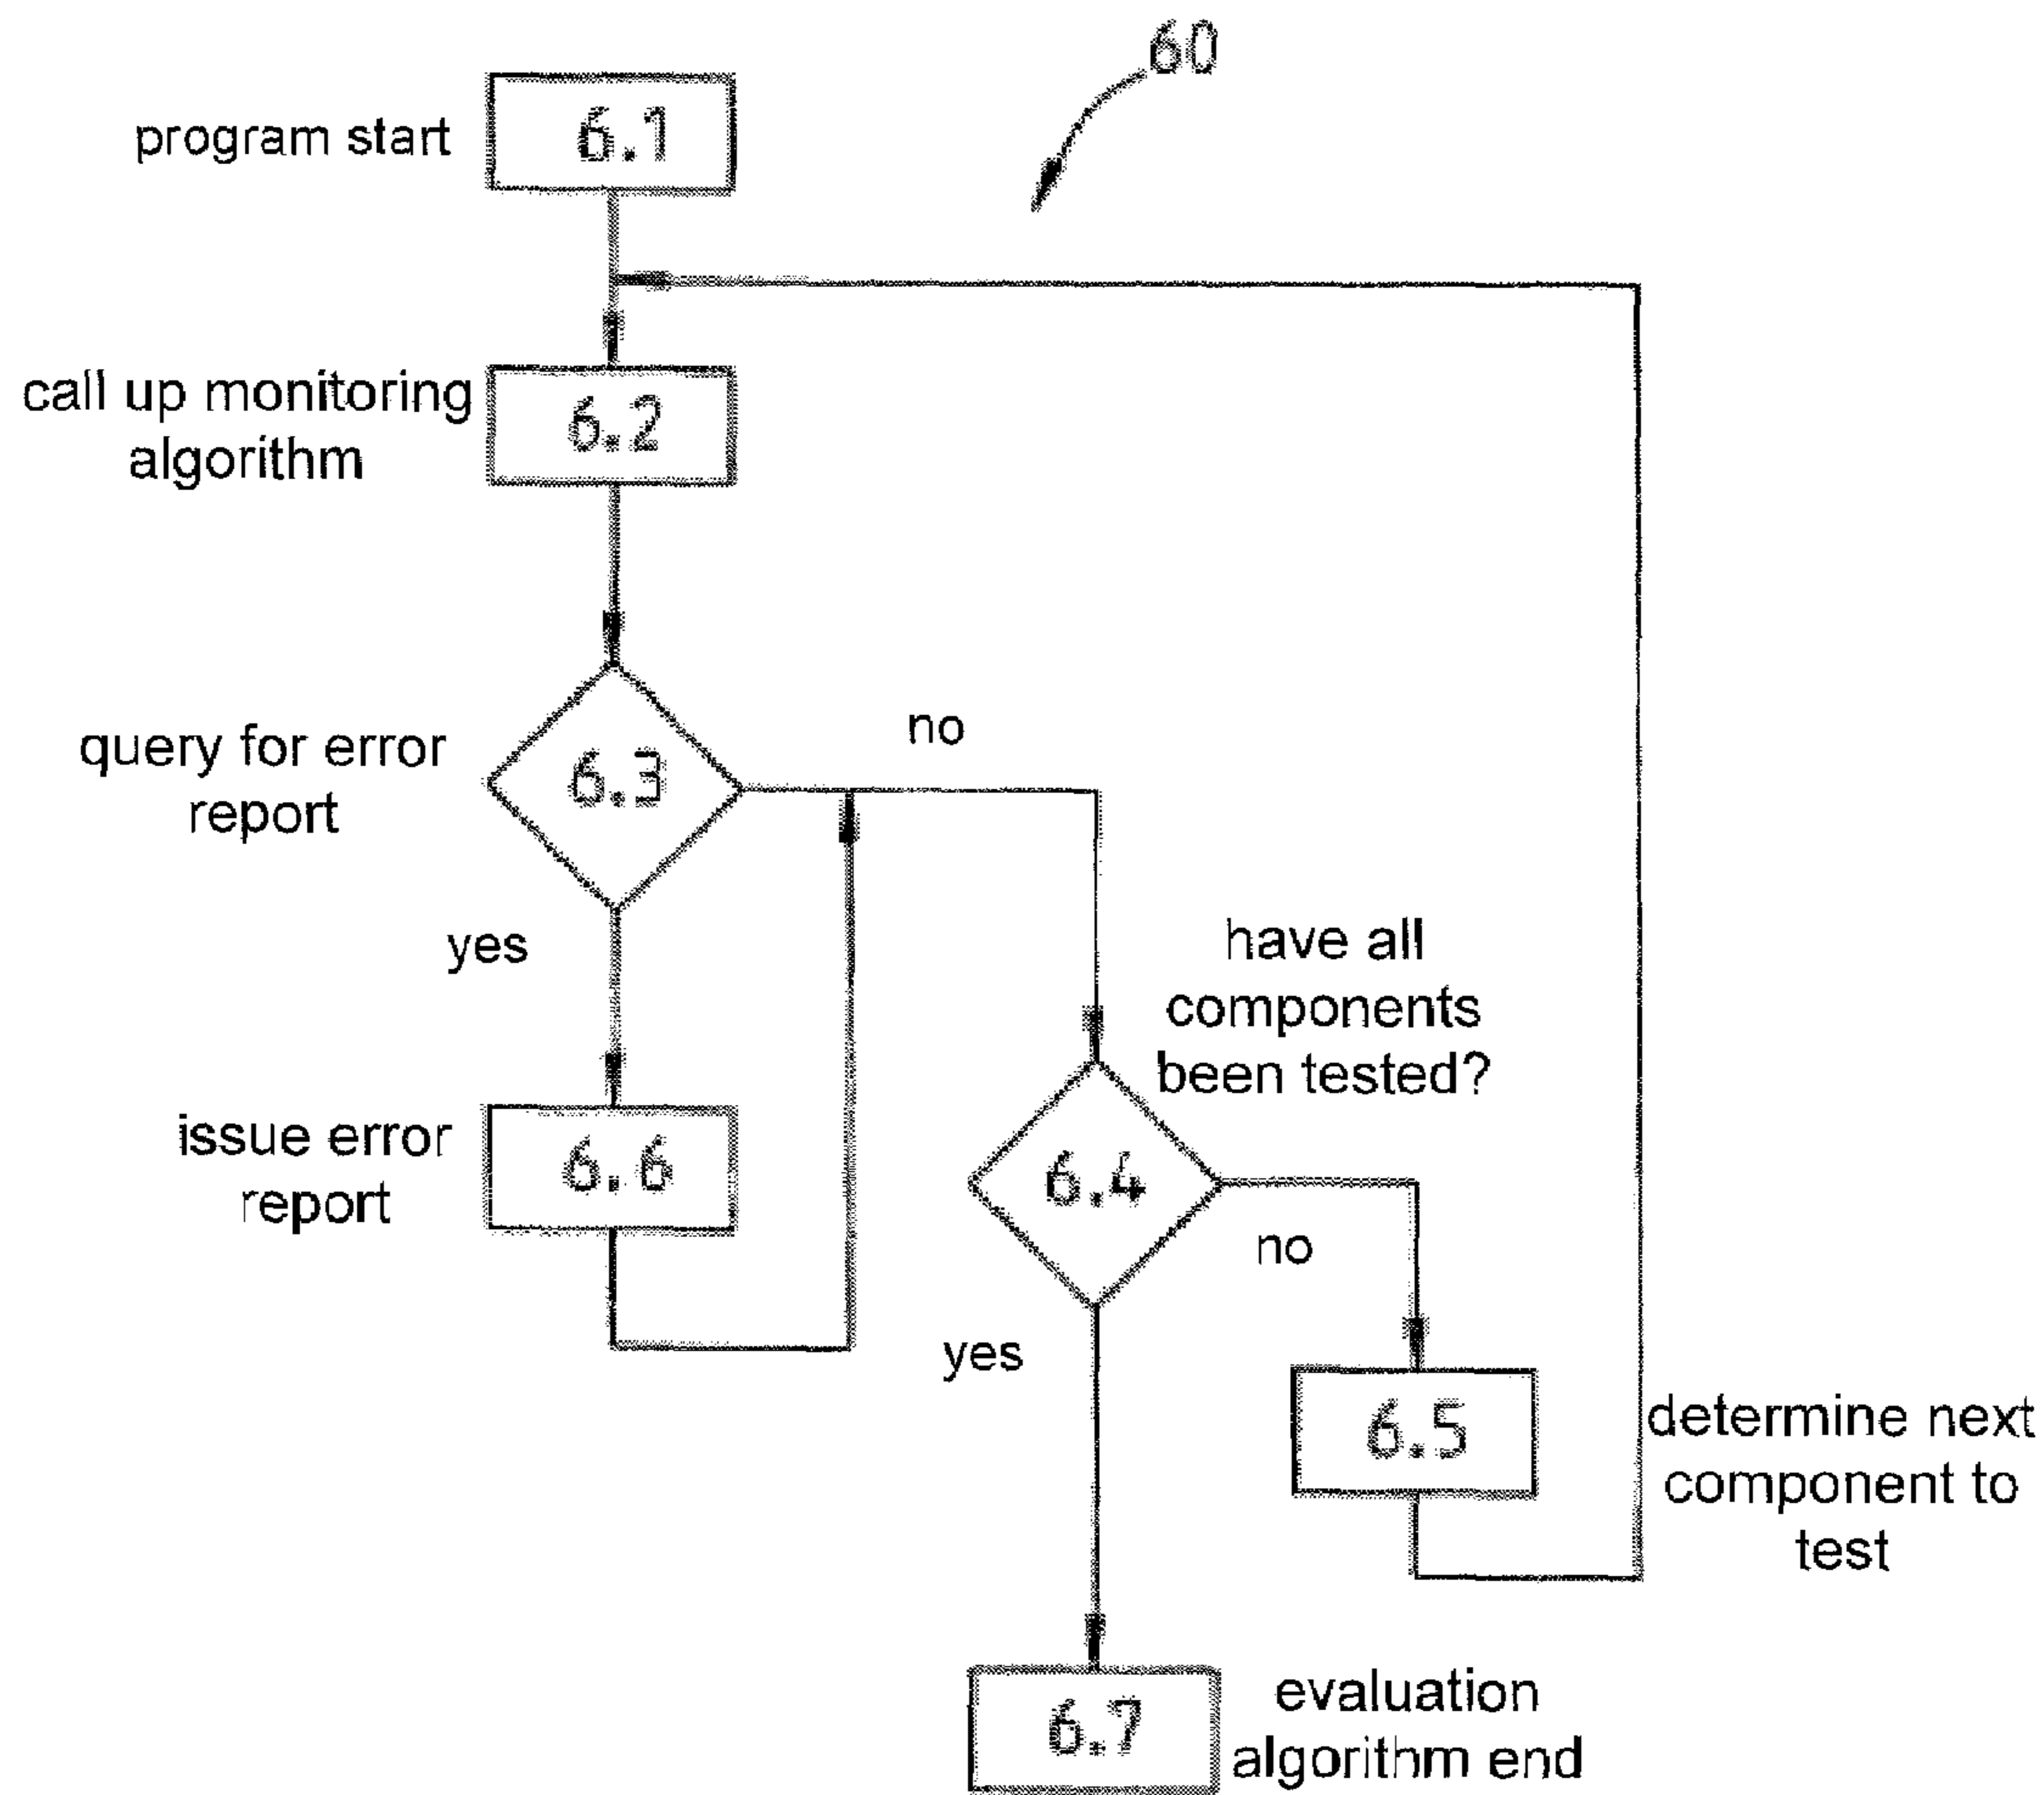 60
program start
6.1
call up monitoring
algorithm
6.2
query for error
report
6.3
no
yes
have all
components
been tested?
issue error
report
6.6
6.4
no
yes
6.5
determine next
component to
test
6.7
evaluation
algorithm end